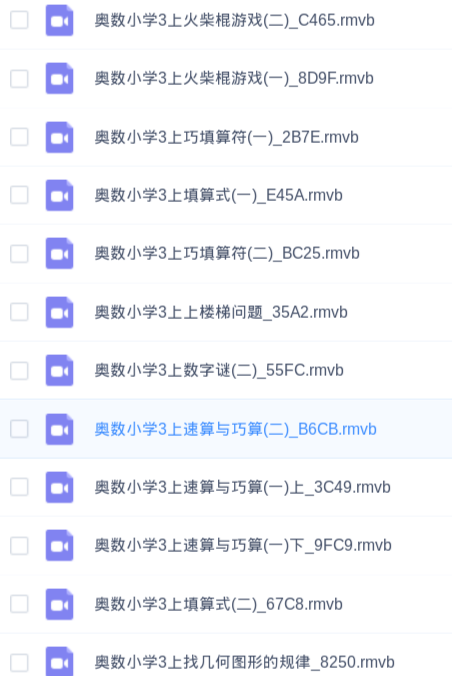 奥数小学3上火柴棍游戏(二)_C465.rmvb
奥数小学3上火柴棍游戏(一)_8D9F.rmvb
奥数小学3上巧填算符(一)_2B7E.rmvb
奥数小学3上填算式(一)_E45A.rmvb
奥数小学3上巧填算符(二)_BC25.rmvb
奥数小学3上上楼梯问题_35A2.rmvb
奥数小学3上数字谜(二)_55FC.rmvb
奥数小学3上速算与巧算(二)_B6CB.rmvb
奥数小学3上速算与巧算(一)上_3C49.rmvb
奥数小学3上速算与巧算(一)下_9FC9.rmvb
奥数小学3上填算式(二)_67C8.rmvb
奥数小学3上找几何图形的规律_8250.rmvb